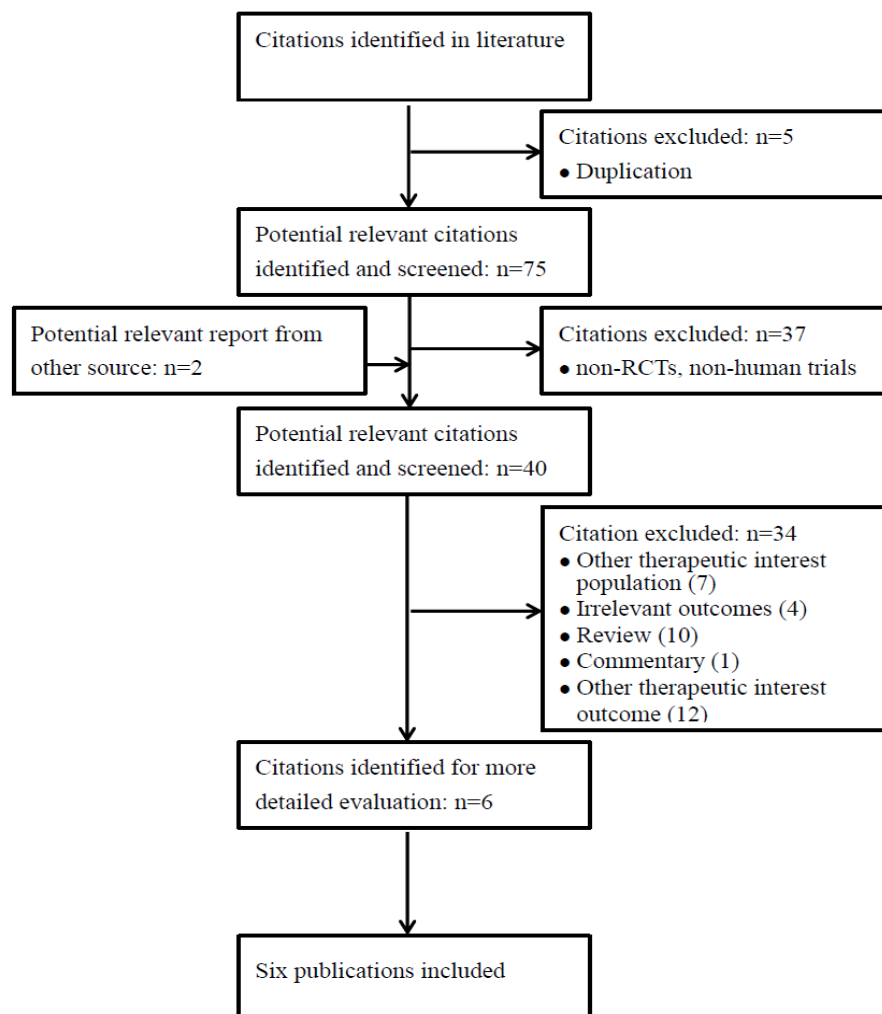 Citations identified in literature
Citations excluded: n=5
● Duplication
Potential relevant citations
identified and screened: n=75
Potential relevant report from
other source: n=2
Citations excluded: n=37
● non-RCTs, non-human trials
Potential relevant citations
identified and screened: n=40
Citation excluded: n=34
● Other therapeutic interest
population (7)
● Irrelevant outcomes (4)
● Review (10)
● Commentary (1)
● Other therapeutic interest
outcome (12)
Citations identified for more
detailed evaluation: n=6
Six publications included